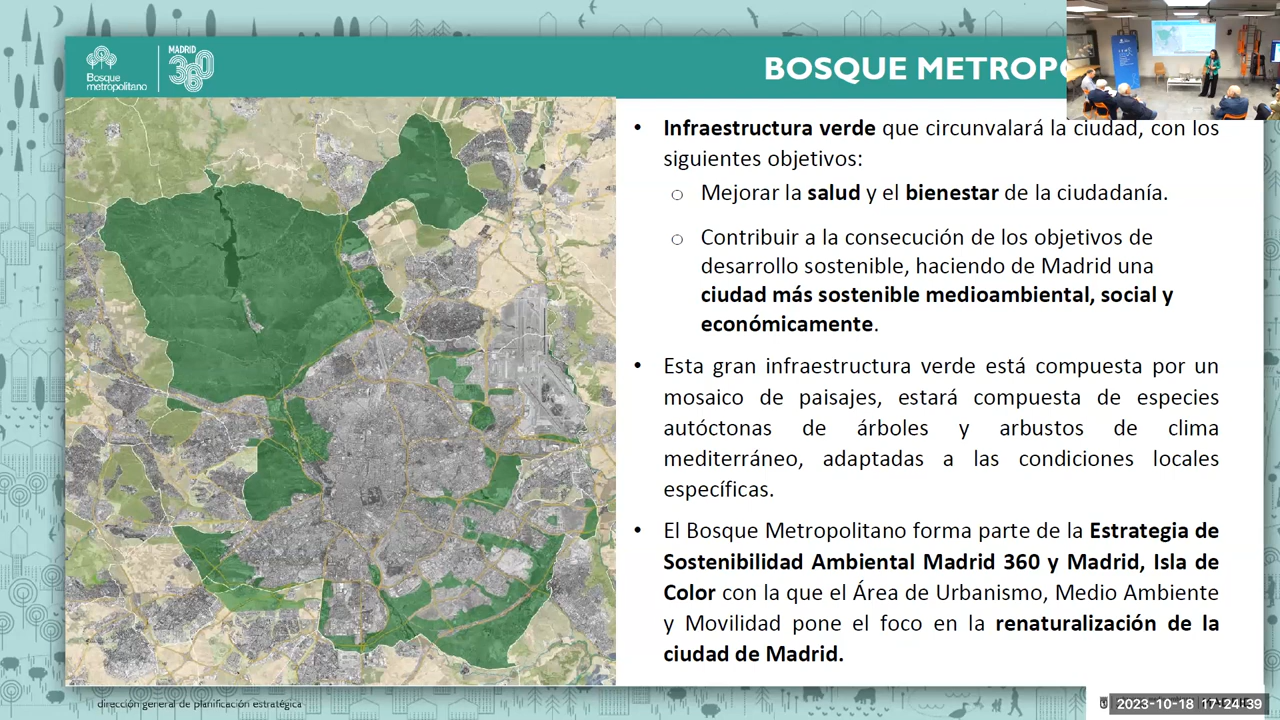 Bosque
metropolitano
MADRID
360
BOSQUE METROPO
• Infraestructura verde que circunvalará la ciudad, con los
siguientes objetivos:
○ Mejorar la salud y el bienestar de la ciudadanía.
○ Contribuir a la consecución de los objetivos de
desarrollo sostenible, haciendo de Madrid una
ciudad más sostenible medioambiental, social y
económicamente.
• Esta gran infraestructura verde está compuesta por un
mosaico de paisajes, estará compuesta de especies
autóctonas de árboles y arbustos de clima
mediterráneo, adaptadas a las condiciones locales
específicas.
• El Bosque Metropolitano forma parte de la Estrategia de
Sostenibilidad Ambiental Madrid 360 y Madrid, Isla de
Color con la que el Área de Urbanismo, Medio Ambiente
y Movilidad pone el foco en la renaturalización de la
ciudad de Madrid.
dirección general de planificación estratégica
2023-10-18 17:24:39